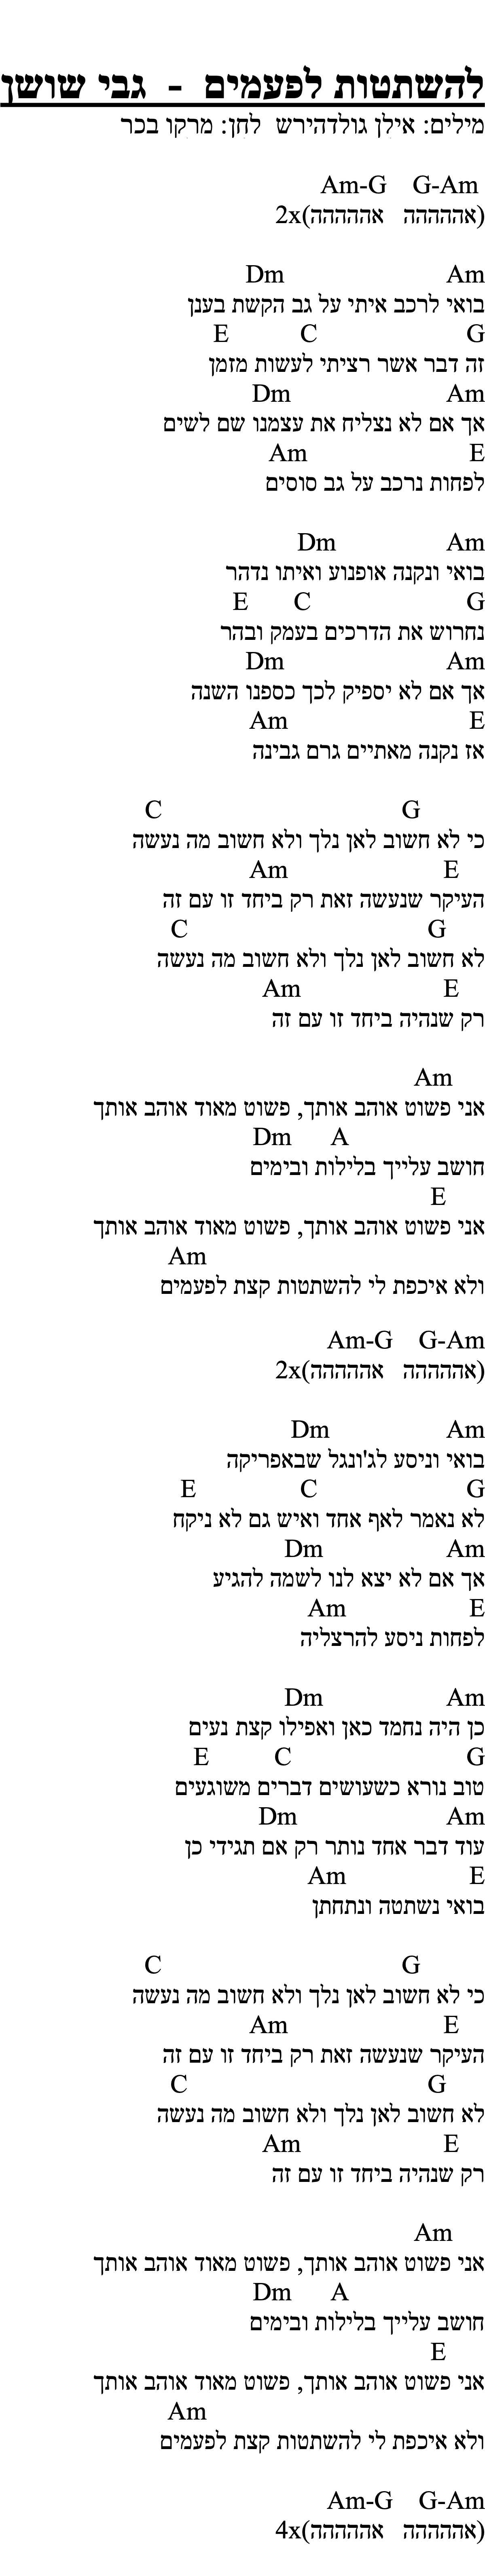 להשתטות לפעמים - גבי שושן
מילים: אילן גולדהירש לחן: מרקו בכר
Am-G G-Am
(אההההה אההההה)2x
Am Dm
בואי לרכב איתי על גב הקשת בענן
G C E
זה דבר אשר רציתי לעשות מזמן
Am Dm
אך אם לא נצליח את עצמנו שם לשים
E Am
לפחות נרכב על גב סוסים
Am Dm
בואי ונקנה אופנוע ואיתו נדהר
G C E
נחרוש את הדרכים בעמק ובהר
Am Dm
אך אם לא יספיק לכך כספנו השנה
E Am
אז נקנה מאתיים גרם גבינה
G C
כי לא חשוב לאן נלך ולא חשוב מה נעשה
E Am
העיקר שנעשה זאת רק ביחד זו עם זה
G C
לא חשוב לאן נלך ולא חשוב מה נעשה
E Am
רק שנהיה ביחד זו עם זה
Am
אני פשוט אוהב אותך, פשוט מאוד אוהב אותך
A Dm
חושב עלייך בלילות ובימים
E
אני פשוט אוהב אותך, פשוט מאוד אוהב אותך
Am
ולא איכפת לי להשתטות קצת לפעמים
Am-G G-Am
(אההההה אההההה)2x
Am Dm
בואי וניסע לג'ונגל שבאפריקה
G C E
לא נאמר לאף אחד ואיש גם לא ניקח
Am Dm
אך אם לא יצא לנו לשמה להגיע
E Am
לפחות ניסע להרצליה
Am Dm
כן היה נחמד כאן ואפילו קצת נעים
G C E
טוב נורא כשעושים דברים משוגעים
Am Dm
עוד דבר אחד נותר רק אם תגידי כן
E Am
בואי נשתטה ונתחתן
G C
כי לא חשוב לאן נלך ולא חשוב מה נעשה
E Am
העיקר שנעשה זאת רק ביחד זו עם זה
G C
לא חשוב לאן נלך ולא חשוב מה נעשה
E Am
רק שנהיה ביחד זו עם זה
Am
אני פשוט אוהב אותך, פשוט מאוד אוהב אותך
A Dm
חושב עלייך בלילות ובימים
E
אני פשוט אוהב אותך, פשוט מאוד אוהב אותך
Am
ולא איכפת לי להשתטות קצת לפעמים
Am-G G-Am
(אההההה אההההה)4x